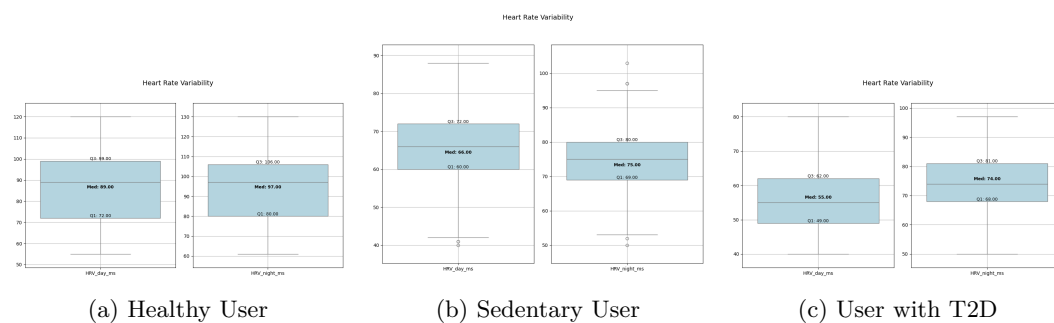 Heart Rate Variability
120
110
100
90
80
70
60
50
Q3: 99.00
Med: 89.00
Q1: 72.00
HRV_day_ms
130
120
110
100
90
80
70
60
Q3: 106.00
Med: 97.00
Q1: 80.00
HRV_night_ms
(a) Healthy User
Heart Rate Variability
90
80
70
60
50
40
Q3: 72.00
Med: 66.00
Q1: 60.00
HRV_day_ms
100
90
80
70
60
50
Q3: 80.00
Med: 75.00
Q1: 69.00
HRV_night_ms
(b) Sedentary User
Heart Rate Variability
80
70
60
50
40
Q3: 62.00
Med: 55.00
Q1: 49.00
HRV_day_ms
100
90
80
70
60
50
Q3: 81.00
Med: 74.00
Q1: 68.00
HRV_night_ms
(c) User with T2D